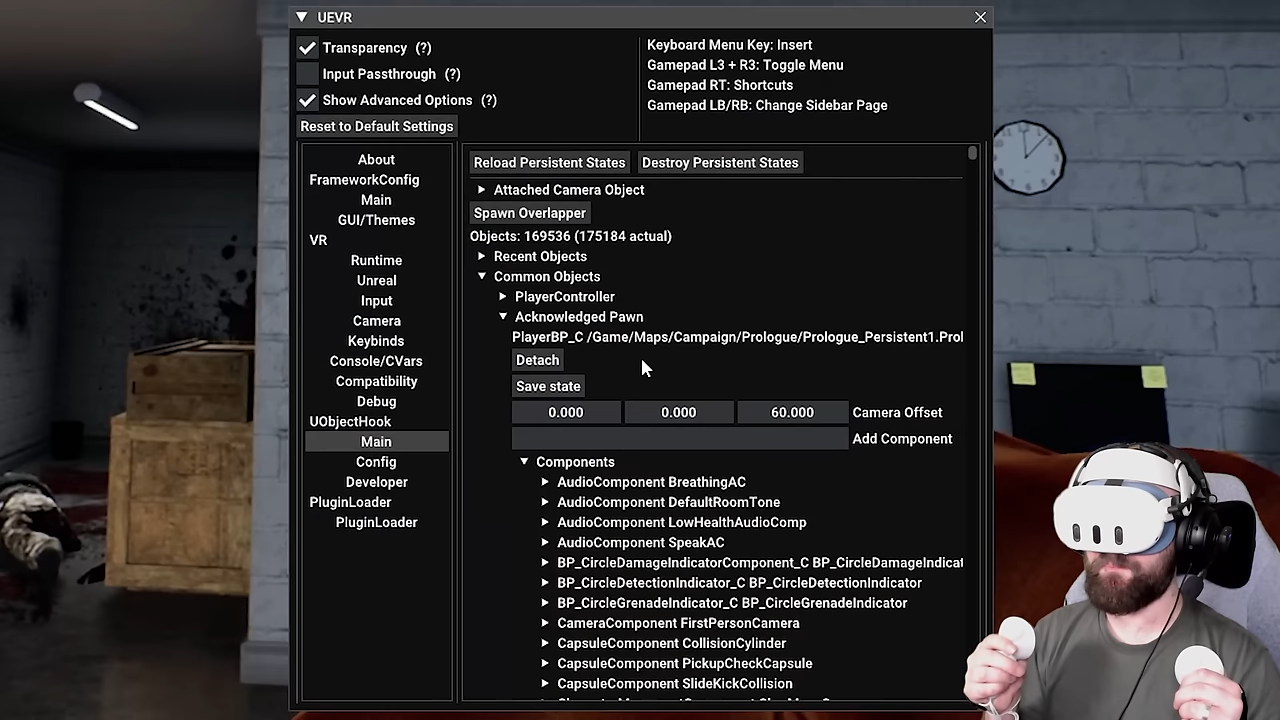 UEVR
Transparency (?)
Input Passthrough (?)
Show Advanced Options (?)
Reset to Default Settings
Keyboard Menu Key: Insert
Gamepad L3 + R3: Toggle Menu
Gamepad RT: Shortcuts
Gamepad LB/RB: Change Sidebar Page
About
FrameworkConfig
Main
GUI/Themes
VR
Runtime
Unreal
Input
Camera
Keybinds
Console/CVars
Compatibility
Debug
UObjectHook
Main
Config
Developer
PluginLoader
PluginLoader
Reload Persistent States Destroy Persistent States
Attached Camera Object
Spawn Overlapper
Objects: 169536 (175184 actual)
Recent Objects
Common Objects
PlayerController
Acknowledged Pawn
PlayerBP_C /Game/Maps/Campaign/Prologue/Prologue_Persistent1.Prol
Detach
Save state
0.000 0.000 60.000 Camera Offset
Add Component
Components
AudioComponent BreathingAC
AudioComponent DefaultRoomTone
AudioComponent LowHealthAudioComp
AudioComponent SpeakAC
BP_CircleDamageIndicatorComponent_C BP_CircleDamageIndicat
BP_CircleDetectionIndicator_C BP_CircleDetectionIndicator
BP_CircleGrenadeIndicator_C BP_CircleGrenadeIndicator
CameraComponent FirstPersonCamera
CapsuleComponent CollisionCylinder
CapsuleComponent PickupCheckCapsule
CapsuleComponent SlideKickCollision